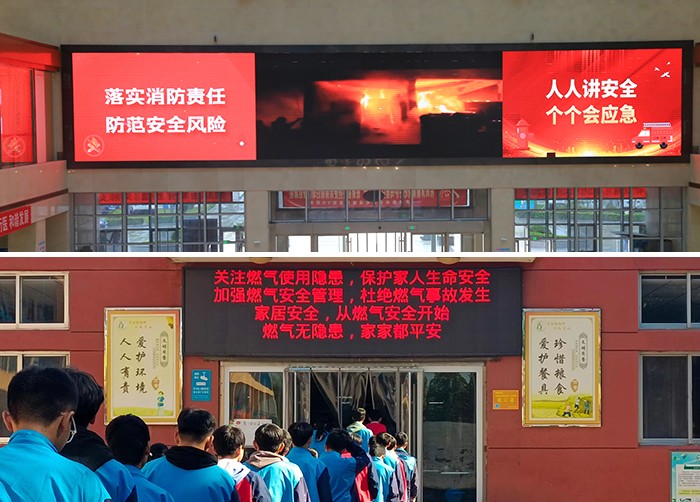 落实消防责任
防范安全风险
人人讲安全
个个会应急
关注燃气使用隐患，保护家人生命安全
加强燃气安全管理，杜绝燃气事故发生
家居安全，从燃气安全开始
燃气无隐患，家家都平安
爱护环境
人人有责
珍惜粮食
爱护餐具